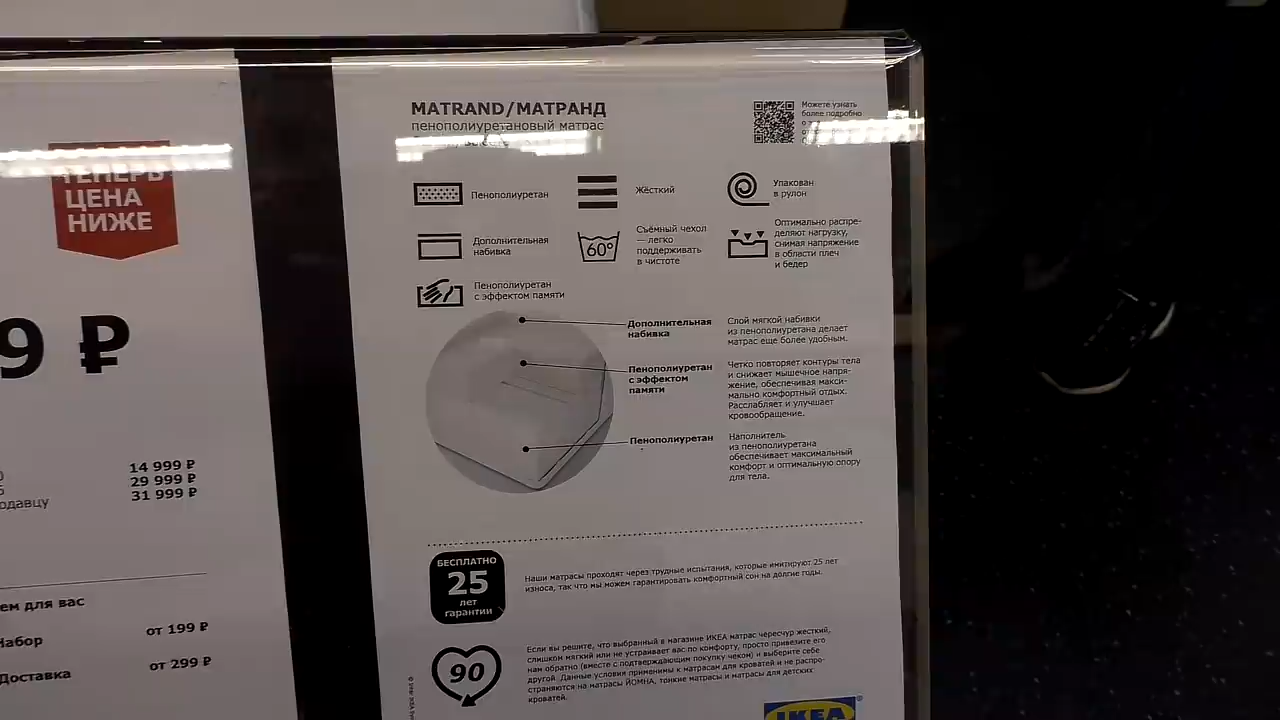 ТЕПЕРЬ
ЦЕНА
НИЖЕ
9 ₽
14 999 ₽
29 999 ₽
одавцу
31 999 ₽
ем для вас
Набор
от 199 ₽
Доставка
от 299 ₽
MATRAND/МАТРАНД
пенополиуретановый матрас
Можете узнать
более подробно
Пенополиуретан
Жёсткий
Упакован
в рулон
Дополнительная
набивка
60°
Съёмный чехол
— легко
поддерживать
в чистоте
Оптимально распре-
деляют нагрузку,
снимая напряжение
в области плеч
и бедер
Пенополиуретан
с эффектом памяти
Дополнительная
набивка
Слой мягкой набивки
из пенополиуретана делает
матрас еще более удобным.
Пенополиуретан
с эффектом
памяти
Четко повторяет контуры тела
и снижает мышечное напря-
жение, обеспечивая макси-
мально комфортный отдых.
Расслабляет и улучшает
кровообращение.
Пенополиуретан
Наполнитель
из пенополиуретана
обеспечивает максимальный
комфорт и оптимальную опору
для тела.
БЕСПЛАТНО
25
лет
гарантии
Наши матрасы проходят через трудные испытания, которые имитируют 25 лет
износа, так что мы можем гарантировать комфортный сон на долгие годы.
90
Если вы решите, что выбранный в магазине ИКЕА матрас чересчур жесткий,
слишком мягкий или не устраивает вас по комфорту, просто привезите его
нам обратно (вместе с подтверждающим покупку чеком) и выберите себе
другой. Данные условия применимы к матрасам для кроватей и не распро-
страняются на матрасы ЙОМНА, тонкие матрасы и матрасы для детских
кроватей.
IKEA